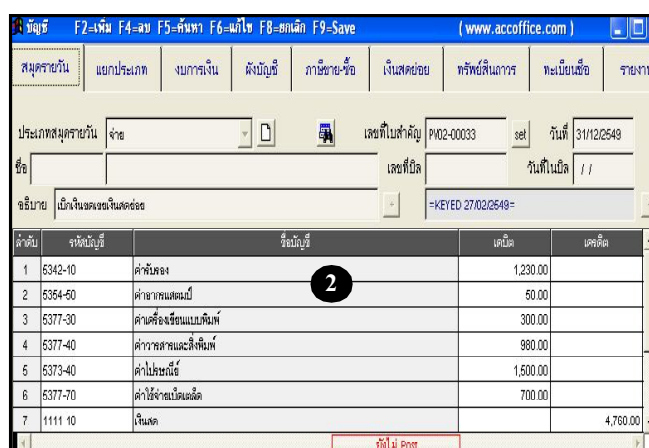 บัญชี F2=เพิ่ม F4=ลบ F5=ค้นหา F6=แก้ไข F8=ยกเลิก F9=Save ( www.accoffice.com )
สมุดรายวัน แยกประเภท งบการเงิน ผังบัญชี ภาษีขาย-ซื้อ เงินสดย่อย ทรัพย์สินถาวร ทะเบียนชื่อ รายงา
ประเภทสมุดรายวัน จ่าย เลขที่ใบสำคัญ PV02-00033 set วันที่ 31/12/2549
ชื่อ เลขที่บิล วันที่ในบิล / /
อธิบาย เบิกเงินชดเชยเงินสดย่อย =KEYED 27/02/2549=
ลำดับ รหัสบัญชี ชื่อบัญชี เดบิต เครดิต
1 5342-10 ค่ารับรอง 1,230.00
2 5354-50 ค่าอากรแสตมป์ 50.00
2
3 5377-30 ค่าเครื่องเขียนแบบพิมพ์ 300.00
4 5377-40 ค่าวารสารและสิ่งพิมพ์ 980.00
5 5373-40 ค่าไปรษณีย์ 1,500.00
6 5377-70 ค่าใช้จ่ายเบ็ดเตล็ด 700.00
7 1111 10 เงินสด 4,760.00
ยังไม่ Post